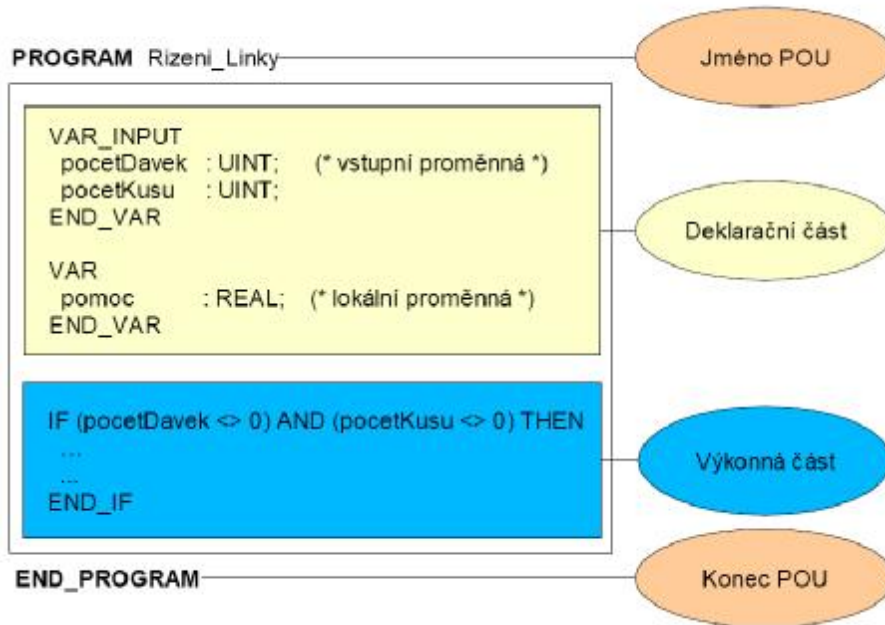 PROGRAM Rizeni_Linky
Jméno POU
VAR_INPUT
pocetDavek : UINT; (* vstupní proměnná *)
pocetKusu : UINT;
END_VAR
Deklarační část
VAR
pomoc : REAL; (* lokální proměnná *)
END_VAR
IF (pocetDavek <> 0) AND (pocetKusu <> 0) THEN
...
...
END_IF
Výkonná část
END_PROGRAM
Konec POU